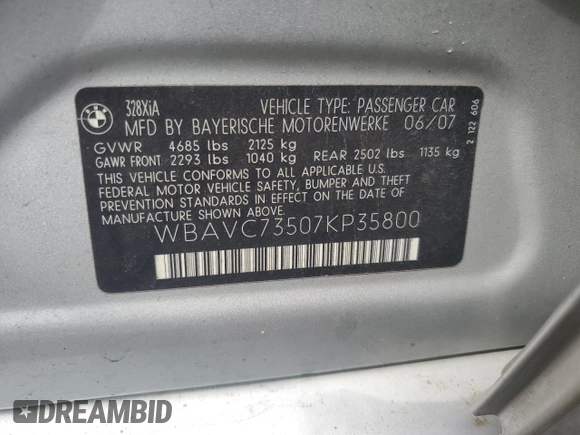 BMW
328XiA VEHICLE TYPE: PASSENGER CAR
MFD BY BAYERISCHE MOTORENWERKE 06/07
GVWR 4685 lbs 2125 kg
GAWR FRONT 2293 lbs 1040 kg REAR 2502 lbs 1135 kg
THIS VEHICLE CONFORMS TO ALL APPLICABLE U.S.
FEDERAL MOTOR VEHICLE SAFETY, BUMPER AND THEFT
PREVENTION STANDARDS IN EFFECT ON THE DATE OF
MANUFACTURE SHOWN ABOVE.
WBAVC73507KP35800
2 122 606
DREAMBID